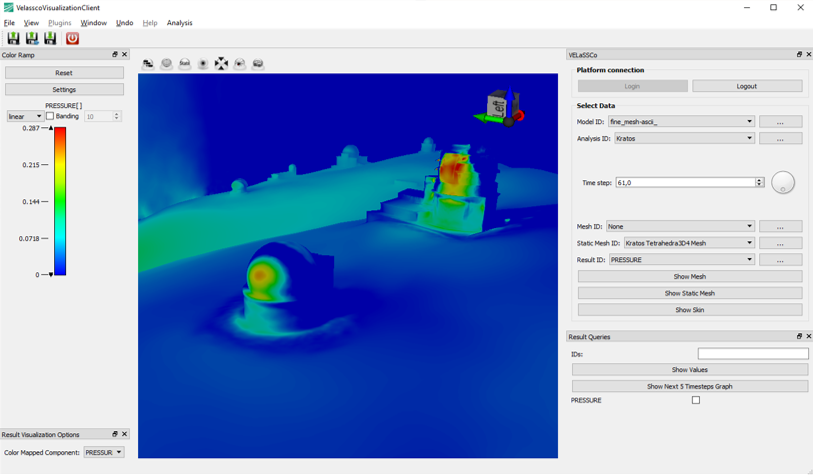 VelasscoVisualizationClient
File View Plugins Window Undo Help Analysis
Color Ramp
Reset
Settings
PRESSURE[ ]
linear Banding 10
0.287
0.215
0.144
0.0718
0
Result Visualization Options
Color Mapped Component: PRESSUR
Left
VELaSSCo
Platform connection
Login Logout
Select Data
Model ID: fine_mesh-ascii_ ...
Analysis ID: Kratos ...
Time step: 61,0
Mesh ID: None ...
Static Mesh ID: Kratos Tetrahedra3D4 Mesh ...
Result ID: PRESSURE ...
Show Mesh
Show Static Mesh
Show Skin
Result Queries
IDs:
Show Values
Show Next 5 Timesteps Graph
PRESSURE